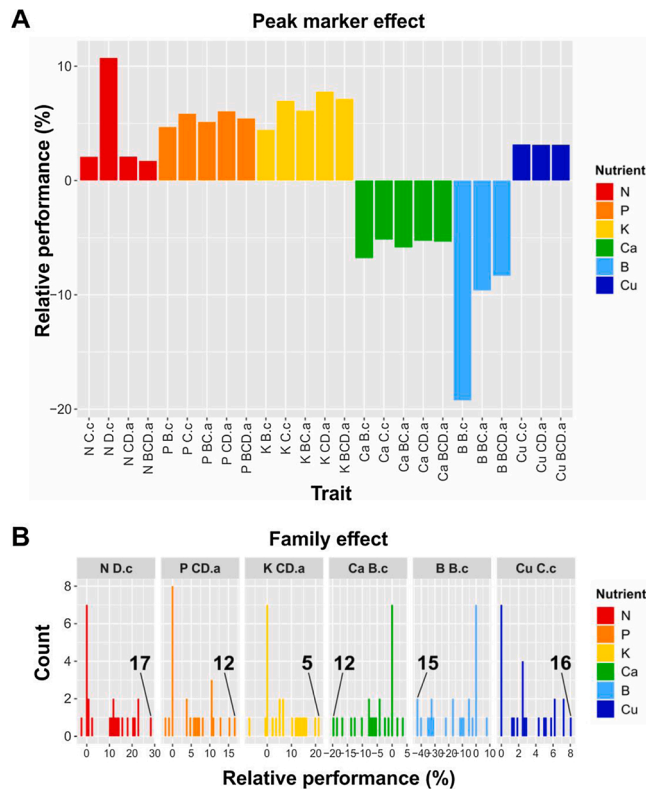 A
Peak marker effect
Relative performance (%)
10
0
−10
−20
N C.c
N D.c
N CD.a
N BCD.a
P B.c
P C.c
P BC.a
P CD.a
P BCD.a
K B.c
K C.c
K BC.a
K CD.a
K BCD.a
Ca B.c
Ca C.c
Ca BC.a
Ca CD.a
Ca BCD.a
B B.c
B BC.a
B BCD.a
Cu C.c
Cu CD.a
Cu BCD.a
Trait
Nutrient
N
P
K
Ca
B
Cu
B
Family effect
N D.c P CD.a K CD.a Ca B.c B B.c Cu C.c
Count
8
6
4
2
0
17 12 5 12 15 16
0 10 20 30 0 5 10 15 0 10 20 −20−15−10−5 0 5 −40−30−20−10 0 10 0 2 4 6 8
Relative performance (%)
Nutrient
N
P
K
Ca
B
Cu